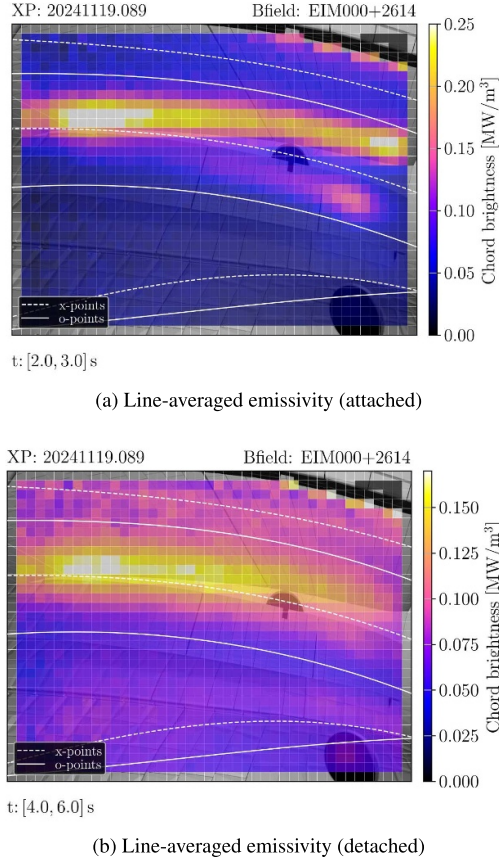 XP: 20241119.089 Bfield: EIM000+2614
0.25
0.20
0.15
0.10
0.05
0.00
Chord brightness [MW/m³]
x-points
o-points
t: [2.0, 3.0] s
(a) Line-averaged emissivity (attached)
XP: 20241119.089 Bfield: EIM000+2614
0.150
0.125
0.100
0.075
0.050
0.025
0.000
Chord brightness [MW/m³]
x-points
o-points
t: [4.0, 6.0] s
(b) Line-averaged emissivity (detached)